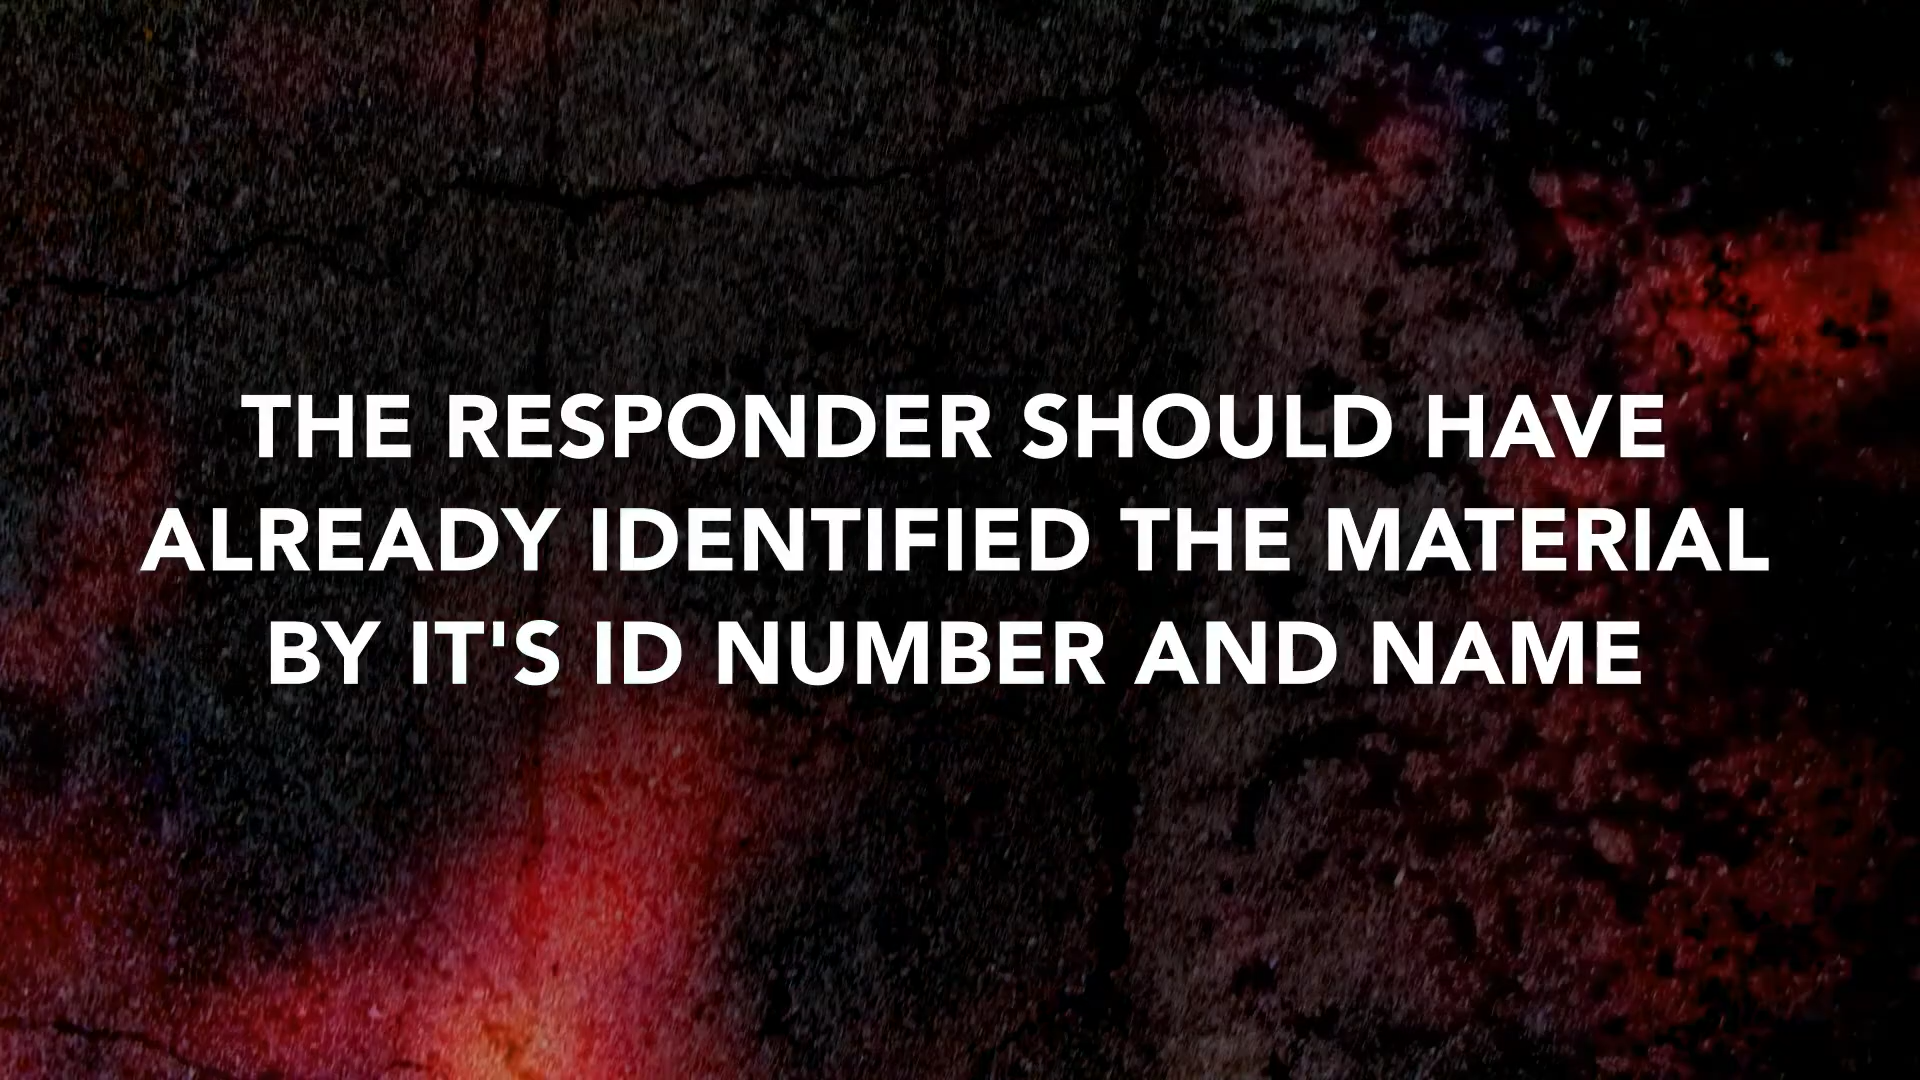 THE RESPONDER SHOULD HAVE
ALREADY IDENTIFIED THE MATERIAL
BY IT'S ID NUMBER AND NAME